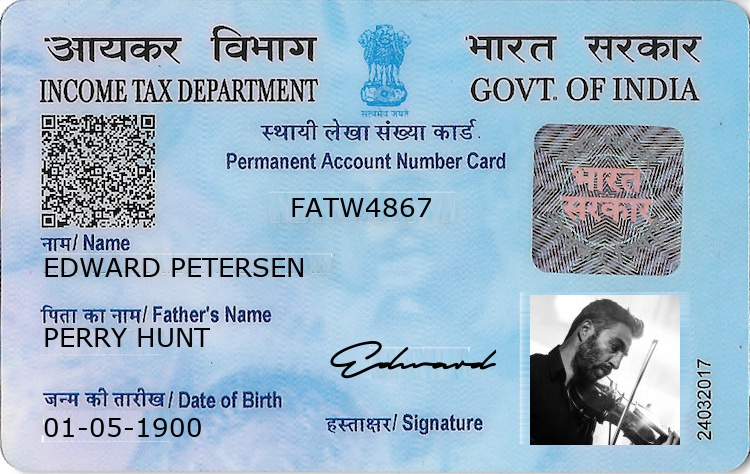 आयकर विभाग
INCOME TAX DEPARTMENT
सत्यमेव जयते
भारत सरकार
GOVT. OF INDIA
स्थायी लेखा संख्या कार्ड
Permanent Account Number Card
FATW4867
भारत
सरकार
नाम/ Name
EDWARD PETERSEN
पिता का नाम/ Father's Name
PERRY HUNT
जन्म की तारीख/ Date of Birth
01-05-1900
Edward
हस्ताक्षर/ Signature
24032017